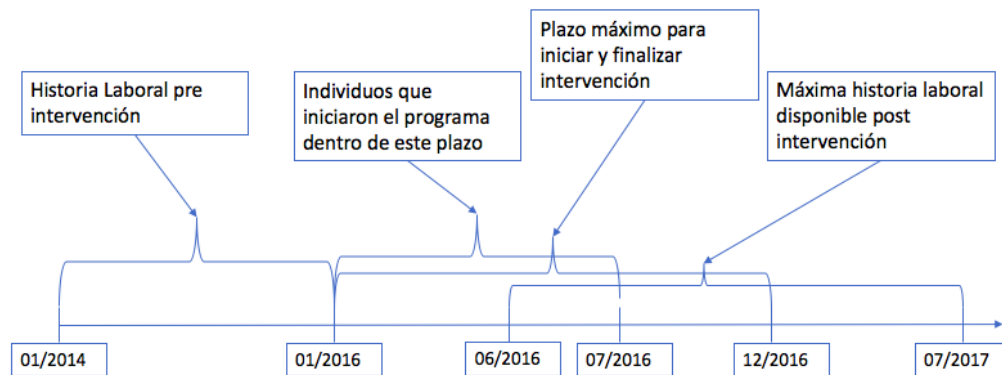 Historia Laboral pre
intervención
Individuos que
iniciaron el programa
dentro de este plazo
Plazo máximo para
iniciar y finalizar
intervención
Máxima historia laboral
disponible post
intervención
01/2014
01/2016
06/2016
07/2016
12/2016
07/2017